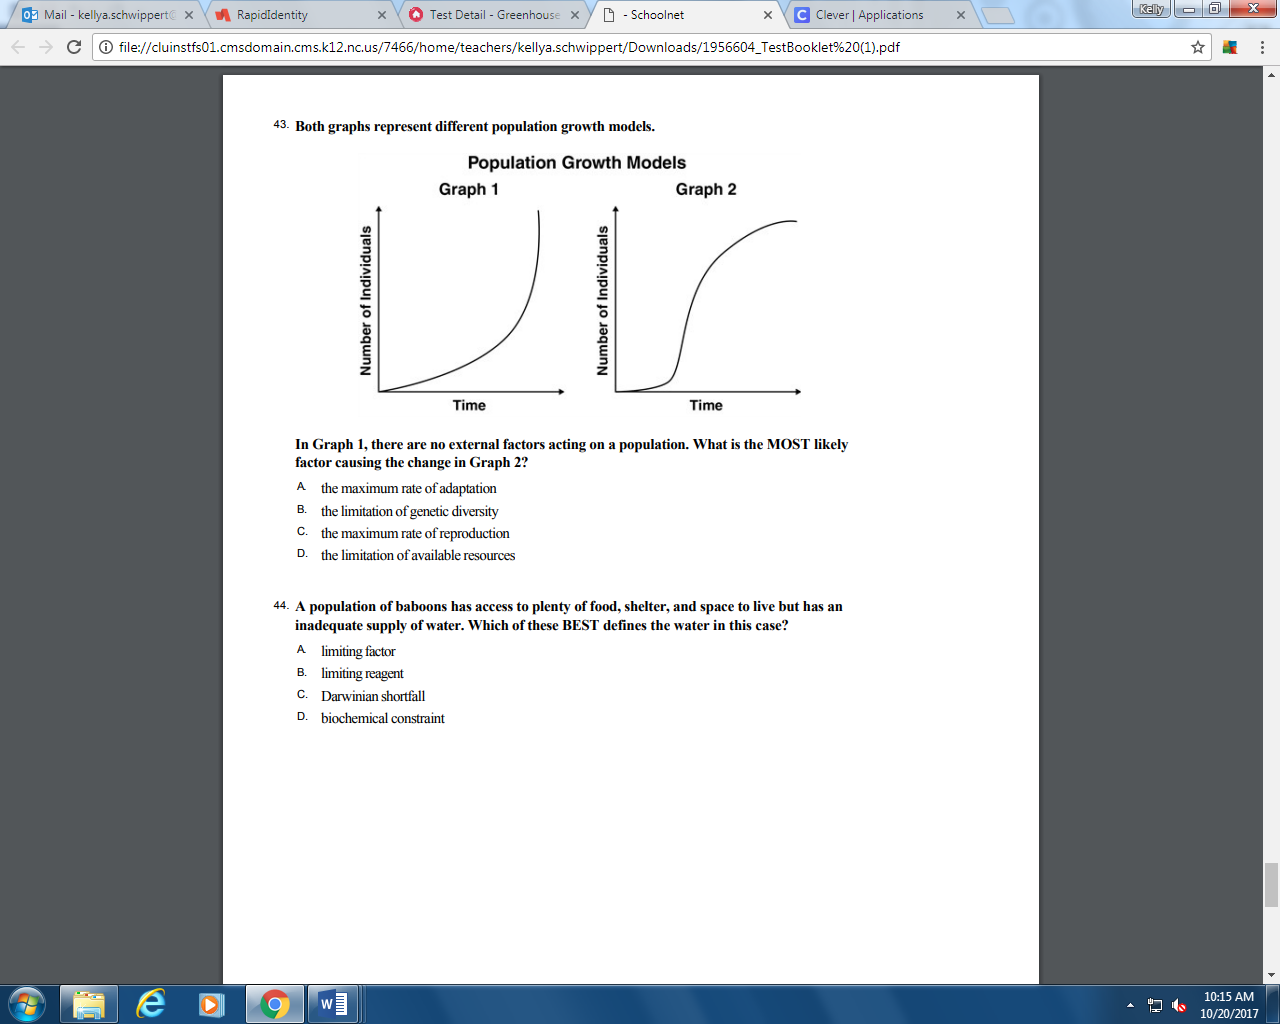 Mail - kellya.schwippert
RapidIdentity
Test Detail - Greenhouse
- Schoolnet
Clever | Applications
Kelly
file://cluinstfs01.cmsdomain.cms.k12.nc.us/7466/home/teachers/kellya.schwippert/Downloads/1956604_TestBooklet%20(1).pdf
43. Both graphs represent different population growth models.
Population Growth Models
Graph 1
Graph 2
Number of Individuals
Number of Individuals
Time
Time
In Graph 1, there are no external factors acting on a population. What is the MOST likely
factor causing the change in Graph 2?
A. the maximum rate of adaptation
B. the limitation of genetic diversity
C. the maximum rate of reproduction
D. the limitation of available resources
44. A population of baboons has access to plenty of food, shelter, and space to live but has an
inadequate supply of water. Which of these BEST defines the water in this case?
A. limiting factor
B. limiting reagent
C. Darwinian shortfall
D. biochemical constraint
10:15 AM
10/20/2017